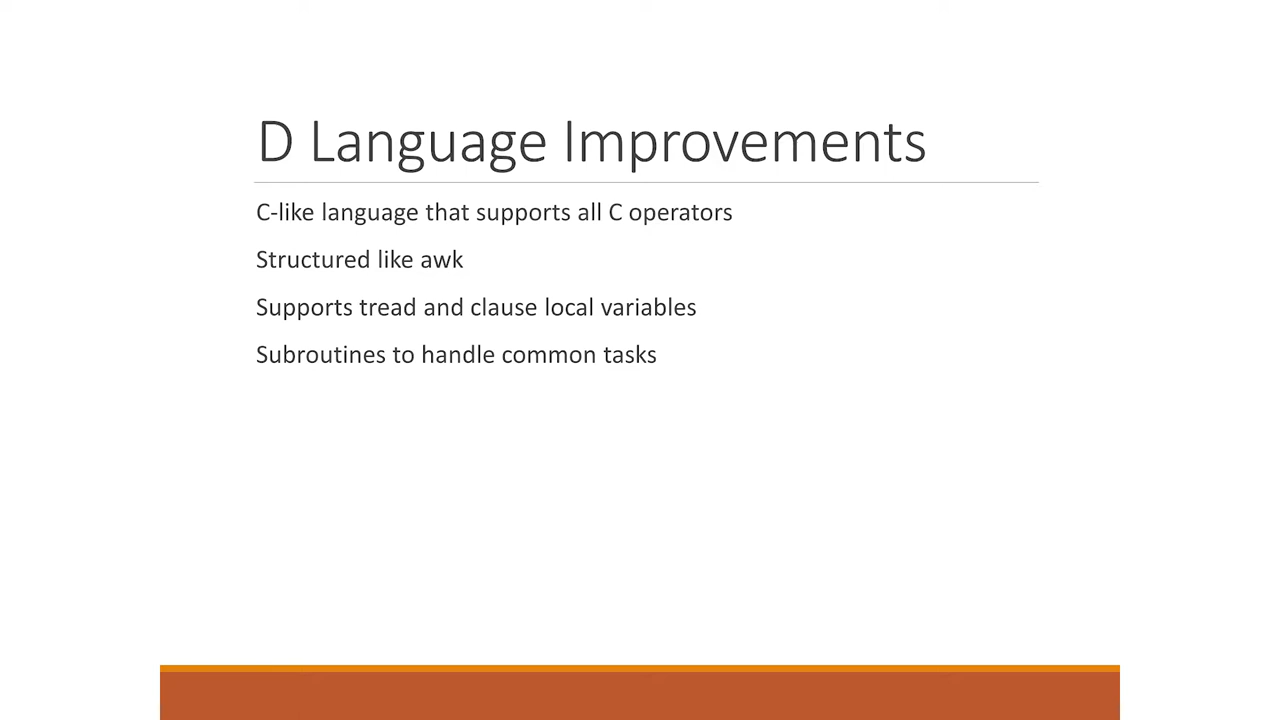 D Language Improvements
C-like language that supports all C operators
Structured like awk
Supports tread and clause local variables
Subroutines to handle common tasks